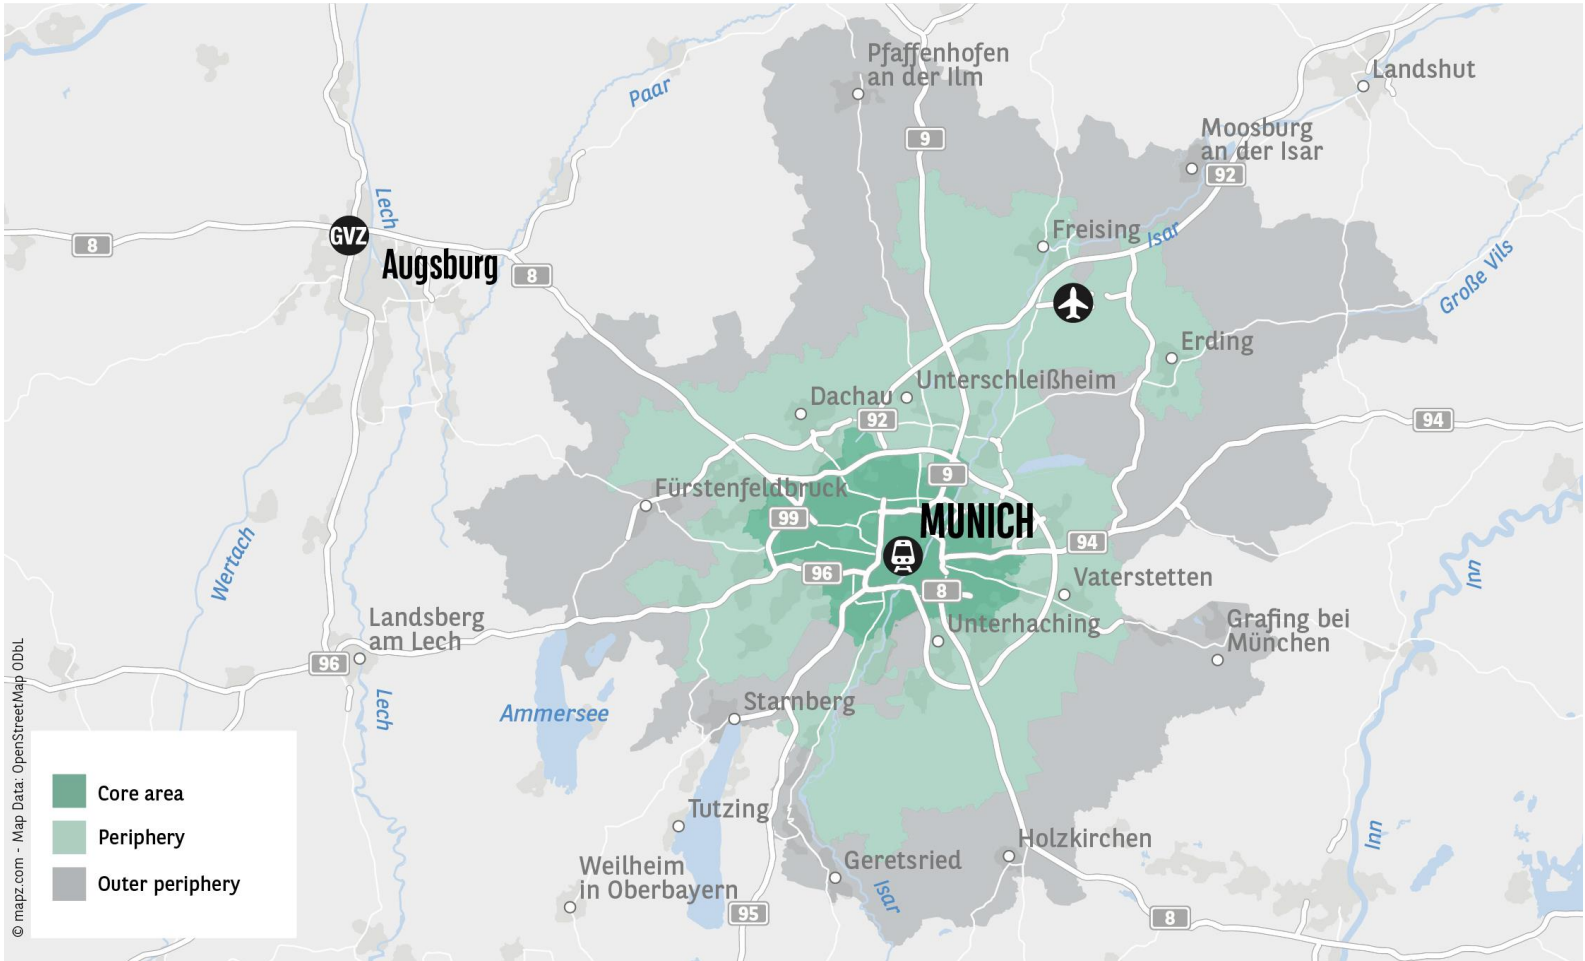 Pfaffenhofen
an der Ilm
Landshut
Paar
Moosburg
an der Isar
9
92
Lech
GVZ
8
Augsburg
8
Freising
Isar
Große Vils
Erding
Unterschleißheim
Dachau
92
94
9
Fürstenfeldbruck
99
MUNICH
94
96
8
Vaterstetten
Wertach
Inn
Landsberg
am Lech
96
Unterhaching
Grafing bei
München
Lech
Ammersee
Starnberg
Tutzing
Holzkirchen
Inn
Weilheim
in Oberbayern
Geretsried
Isar
95
8
Core area
Periphery
Outer periphery
© mapz.com - Map Data: OpenStreetMap ODbL